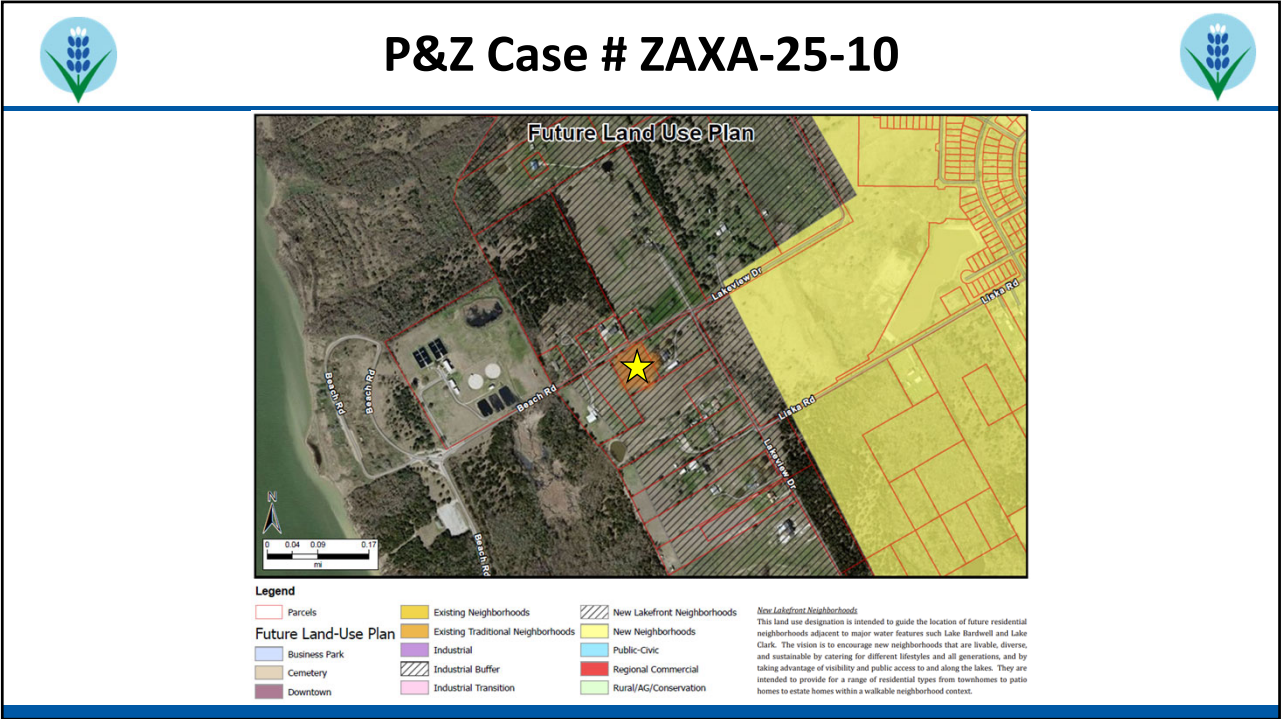 P&Z Case # ZAXA-25-10
Future Land Use Plan
Lakeview Dr
Liska Rd
Beach Rd
Beach Rd
Beach Rd
Liska Rd
Lakeview Dr
Beach Rd
N
0 0.04 0.09 0.17
mi
Legend
Parcels
Future Land-Use Plan
Business Park
Cemetery
Downtown
Existing Neighborhoods
Existing Traditional Neighborhoods
Industrial
Industrial Buffer
Industrial Transition
New Lakefront Neighborhoods
New Neighborhoods
Public-Civic
Regional Commercial
Rural/AG/Conservation
New Lakefront Neighborhoods
This land use designation is intended to guide the location of future residential
neighborhoods adjacent to major water features such Lake Bardwell and Lake
Clark. The vision is to encourage new neighborhoods that are livable, diverse,
and sustainable by catering for different lifestyles and all generations, and by
taking advantage of visibility and public access to and along the lakes. They are
intended to provide for a range of residential types from townhomes to patio
homes to estate homes within a walkable neighborhood context.